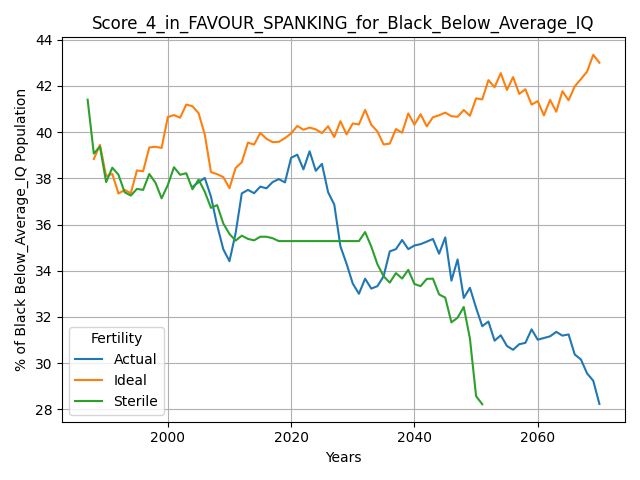 Score_4_in_FAVOUR_SPANKING_for_Black_Below_Average_IQ
% of Black Below_Average_IQ Population
44
42
40
38
36
34
32
30
28
Fertility
Actual
Ideal
Sterile
2000 2020 2040 2060
Years